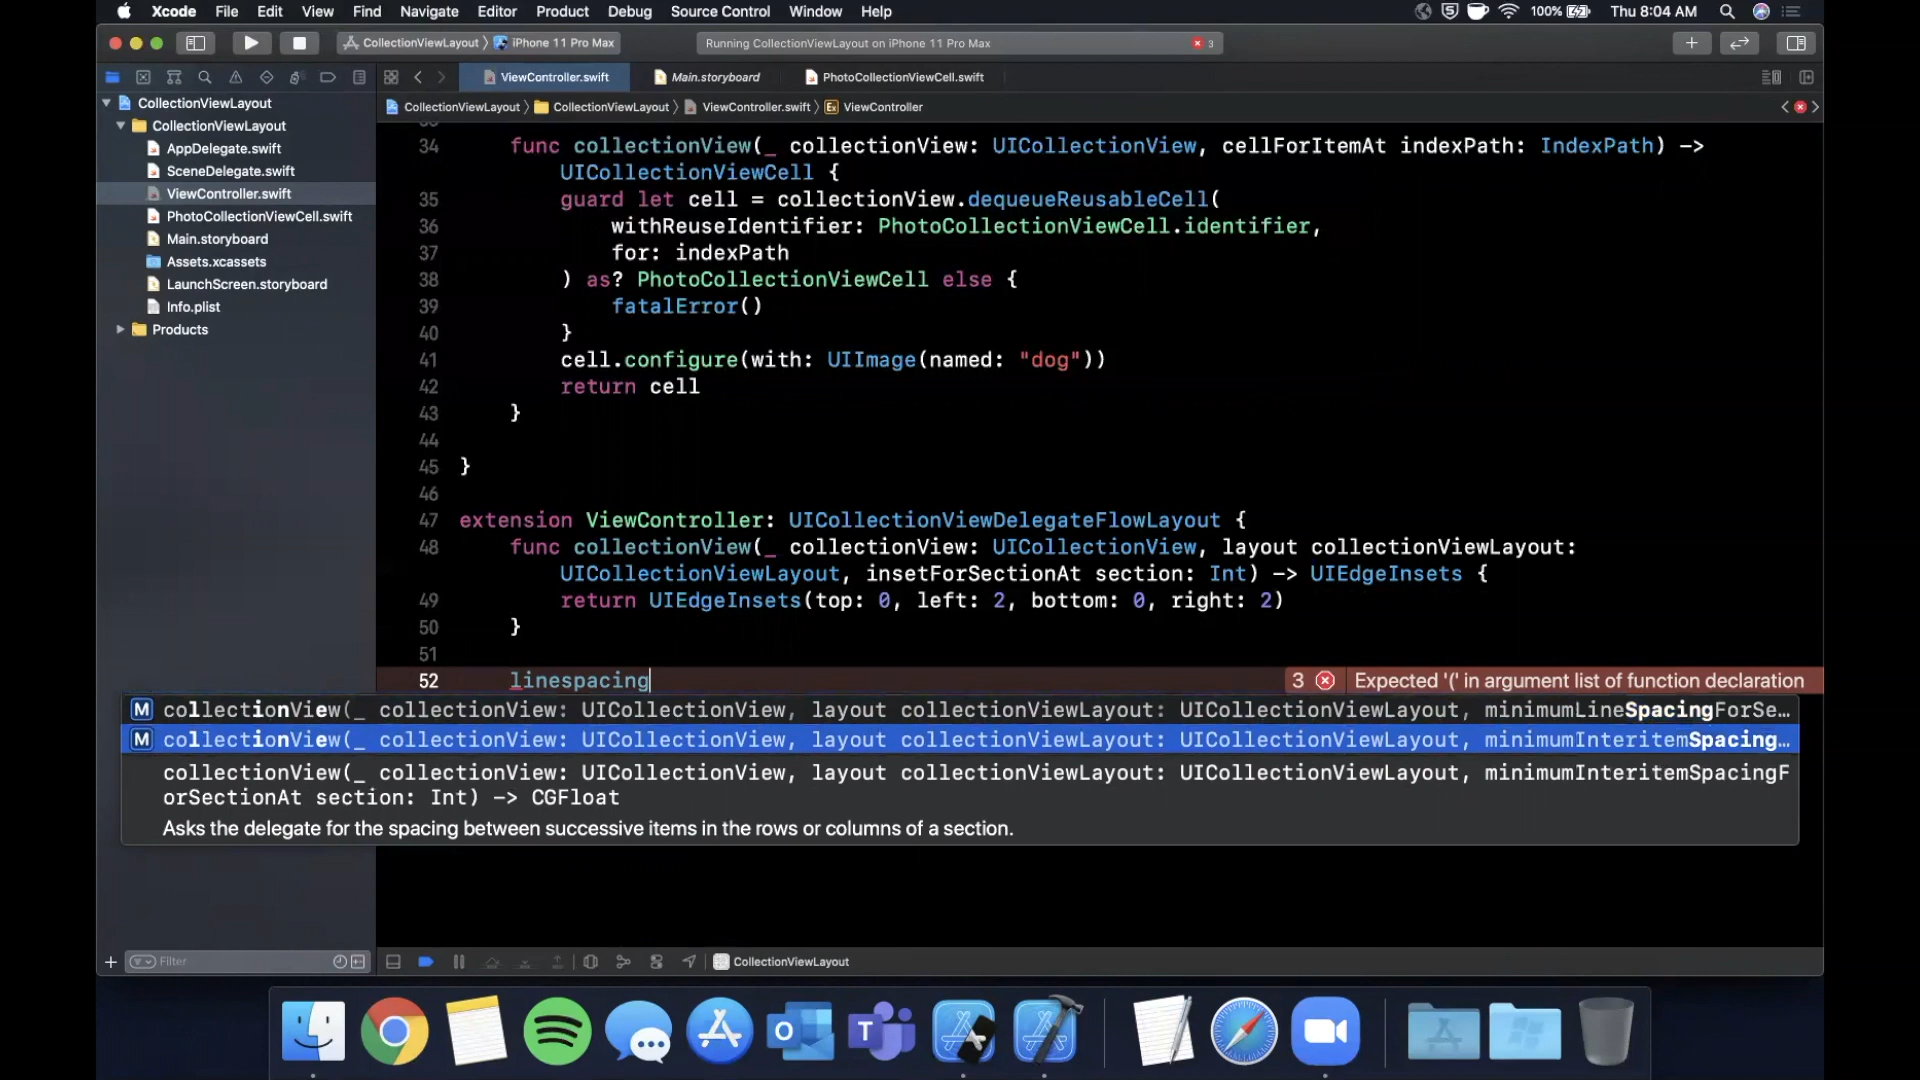 Xcode File Edit View Find Navigate Editor Product Debug Source Control Window Help 100% Thu 8:04 AM
CollectionViewLayout iPhone 11 Pro Max Running CollectionViewLayout on iPhone 11 Pro Max 3
ViewController.swift Main.storyboard PhotoCollectionViewCell.swift
CollectionViewLayout CollectionViewLayout ViewController.swift Ex ViewController
CollectionViewLayout
CollectionViewLayout
AppDelegate.swift
SceneDelegate.swift
ViewController.swift
PhotoCollectionViewCell.swift
Main.storyboard
Assets.xcassets
LaunchScreen.storyboard
Info.plist
Products
34 func collectionView(_ collectionView: UICollectionView, cellForItemAt indexPath: IndexPath) ->
UICollectionViewCell {
35 guard let cell = collectionView.dequeueReusableCell(
36 withReuseIdentifier: PhotoCollectionViewCell.identifier,
37 for: indexPath
38 ) as? PhotoCollectionViewCell else {
39 fatalError()
40 }
41 cell.configure(with: UIImage(named: "dog"))
42 return cell
43 }
44
45 }
46
47 extension ViewController: UICollectionViewDelegateFlowLayout {
48 func collectionView(_ collectionView: UICollectionView, layout collectionViewLayout:
UICollectionViewLayout, insetForSectionAt section: Int) -> UIEdgeInsets {
49 return UIEdgeInsets(top: 0, left: 2, bottom: 0, right: 2)
50 }
51
52 linespacing 3 Expected '(' in argument list of function declaration
M collectionView(_ collectionView: UICollectionView, layout collectionViewLayout: UICollectionViewLayout, minimumLineSpacingForSe…
M collectionView(_ collectionView: UICollectionView, layout collectionViewLayout: UICollectionViewLayout, minimumInteritemSpacing…
collectionView(_ collectionView: UICollectionView, layout collectionViewLayout: UICollectionViewLayout, minimumInteritemSpacingF
orSectionAt section: Int) -> CGFloat
Asks the delegate for the spacing between successive items in the rows or columns of a section.
Filter CollectionViewLayout